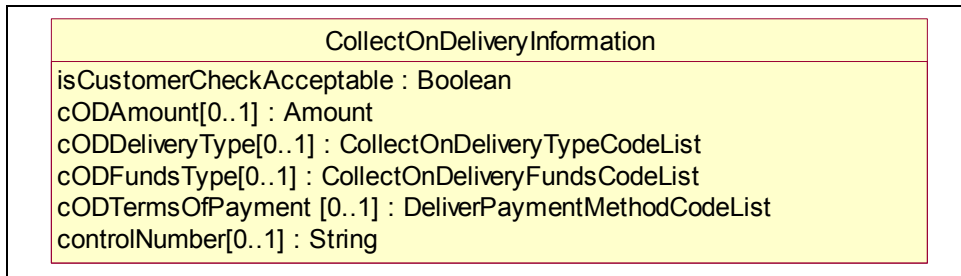 CollectOnDeliveryInformation
isCustomerCheckAcceptable : Boolean
cODAmount[0..1] : Amount
cODDeliveryType[0..1] : CollectOnDeliveryTypeCodeList
cODFundsType[0..1] : CollectOnDeliveryFundsCodeList
cODTermsOfPayment [0..1] : DeliverPaymentMethodCodeList
controlNumber[0..1] : String